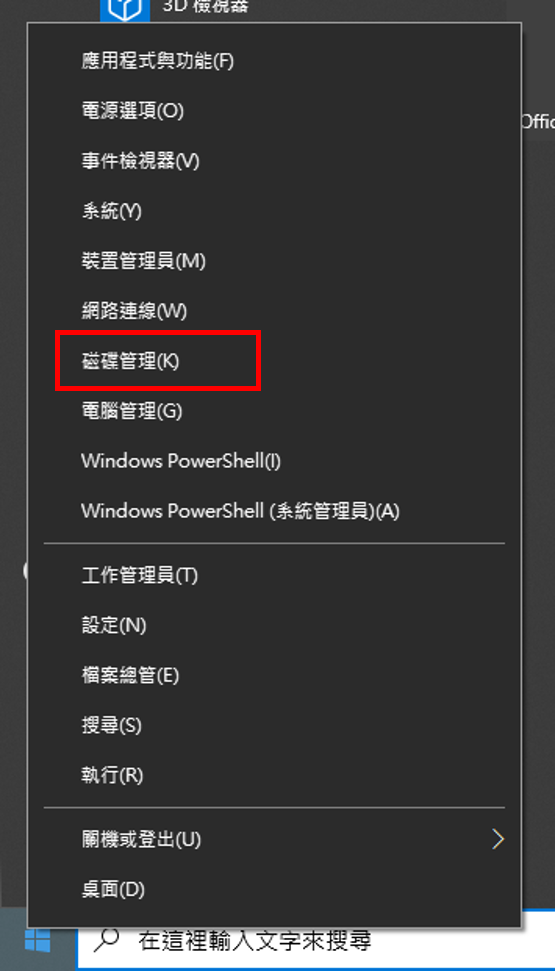 3D 檢視器
應用程式與功能(F)
電源選項(O)
事件檢視器(V)
系統(Y)
裝置管理員(M)
網路連線(W)
磁碟管理(K)
電腦管理(G)
Windows PowerShell(I)
Windows PowerShell (系統管理員)(A)
工作管理員(T)
設定(N)
檔案總管(E)
搜尋(S)
執行(R)
關機或登出(U)
桌面(D)
在這裡輸入文字來搜尋